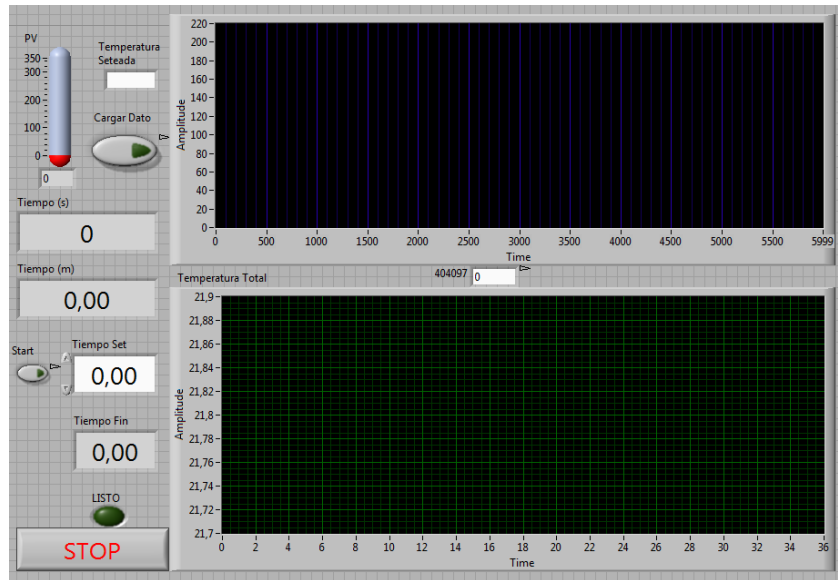 PV
350
300
200
100
0
0
Temperatura
Seteada
Cargar Dato
Tiempo (s)
0
Tiempo (m)
0,00
Start
Tiempo Set
0,00
Tiempo Fin
0,00
LISTO
STOP
Amplitude
220
200
180
160
140
120
100
80
60
40
20
0
0 500 1000 1500 2000 2500 3000 3500 4000 4500 5000 5500 5999
Time
Temperatura Total
404097 0
Amplitude
21,9
21,88
21,86
21,84
21,82
21,8
21,78
21,76
21,74
21,72
21,7
0 2 4 6 8 10 12 14 16 18 20 22 24 26 28 30 32 34 36
Time